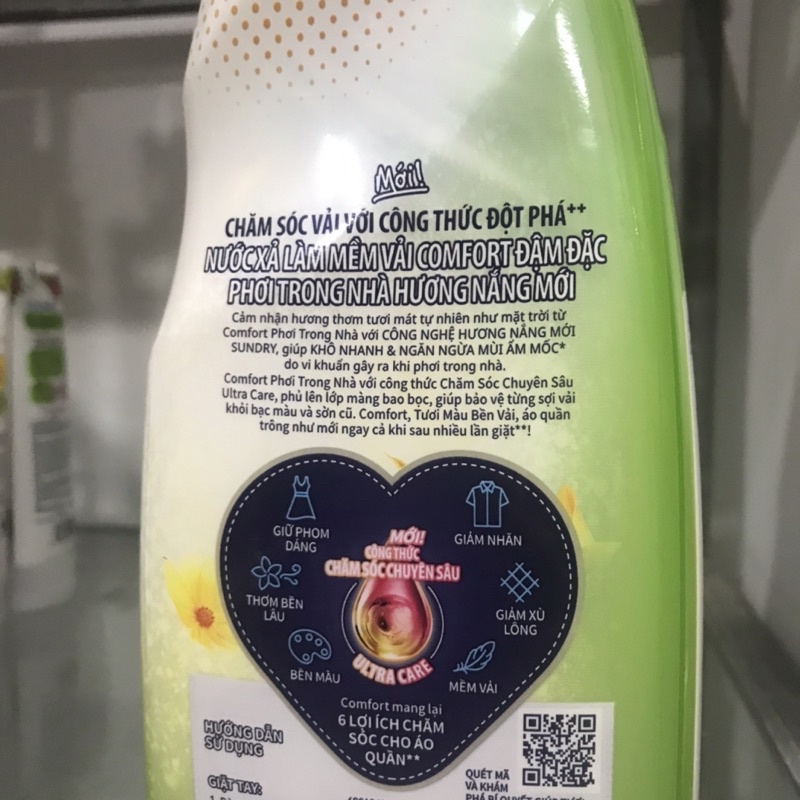 Mới!
CHĂM SÓC VẢI VỚI CÔNG THỨC ĐỘT PHÁ++
NƯỚC XẢ LÀM MỀM VẢI COMFORT ĐẬM ĐẶC
PHƠI TRONG NHÀ HƯƠNG NẮNG MỚI
Cảm nhận hương thơm tươi mát tự nhiên như mặt trời từ
Comfort Phơi Trong Nhà với CÔNG NGHỆ HƯƠNG NẮNG MỚI
SUNDRY, giúp KHÔ NHANH & NGĂN NGỪA MÙI ẨM MỐC*
do vi khuẩn gây ra khi phơi trong nhà.
Comfort Phơi Trong Nhà với công thức Chăm Sóc Chuyên Sâu
Ultra Care, phủ lên lớp màng bao bọc, giúp bảo vệ từng sợi vải
khỏi bạc màu và sờn cũ. Comfort, Tươi Màu Bền Vải, áo quần
trông như mới ngay cả khi sau nhiều lần giặt**!
GIỮ PHOM
DÁNG
GIẢM NHĂN
MỚI!
CÔNG THỨC
CHĂM SÓC CHUYÊN SÂU
THƠM BỀN
LÂU
GIẢM XÙ
LÔNG
BỀN MÀU
ULTRA CARE
MỀM VẢI
Comfort mang lại
6 LỢI ÍCH CHĂM
SÓC CHO ÁO
QUẦN**
HƯỚNG DẪN
SỬ DỤNG
GIẶT TAY:
QUÉT MÃ
VÀ KHÁM